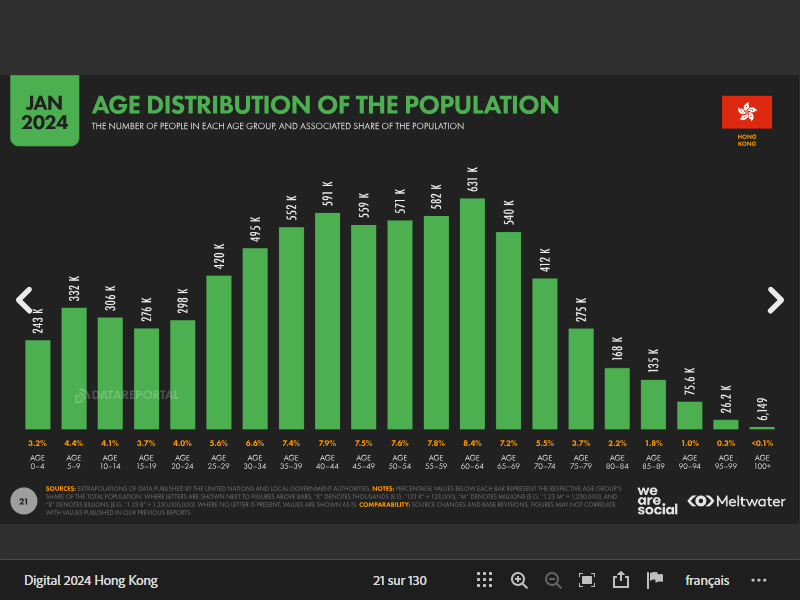 JAN
2024
AGE DISTRIBUTION OF THE POPULATION
THE NUMBER OF PEOPLE IN EACH AGE GROUP, AND ASSOCIATED SHARE OF THE POPULATION
HONG
KONG
243 K 332 K 306 K 276 K 298 K 420 K 495 K 552 K 591 K 559 K 571 K 582 K 631 K 540 K 412 K 275 K 168 K 135 K 75.6 K 26.2 K 6,149
DATAREPORTAL
3.2% 4.4% 4.1% 3.7% 4.0% 5.6% 6.6% 7.4% 7.9% 7.5% 7.6% 7.8% 8.4% 7.2% 5.5% 3.7% 2.2% 1.8% 1.0% 0.3% <0.1%
AGE AGE AGE AGE AGE AGE AGE AGE AGE AGE AGE AGE AGE AGE AGE AGE AGE AGE AGE AGE AGE
0–4 5–9 10–14 15–19 20–24 25–29 30–34 35–39 40–44 45–49 50–54 55–59 60–64 65–69 70–74 75–79 80–84 85–89 90–94 95–99 100+
21
SOURCES: EXTRAPOLATIONS OF DATA PUBLISHED BY THE UNITED NATIONS AND LOCAL GOVERNMENT AUTHORITIES. NOTES: PERCENTAGE VALUES BELOW EACH BAR REPRESENT THE RESPECTIVE AGE GROUP'S
SHARE OF THE TOTAL POPULATION. WHERE LETTERS ARE SHOWN NEXT TO FIGURES ABOVE BARS, "K" DENOTES THOUSANDS (E.G. "123 K" = 123,000), "M" DENOTES MILLIONS (E.G. "1.23 M" = 1,230,000), AND
"B" DENOTES BILLIONS (E.G. "1.23 B" = 1,230,000,000). WHERE NO LETTER IS PRESENT, VALUES ARE SHOWN AS IS. COMPARABILITY: SOURCE CHANGES AND BASE REVISIONS. FIGURES MAY NOT CORRELATE
WITH VALUES PUBLISHED IN OUR PREVIOUS REPORTS.
we
are.
social
Meltwater
Digital 2024 Hong Kong
21 sur 130
français